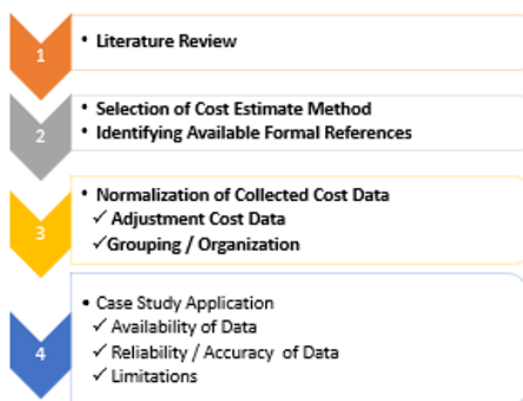 1
• Literature Review
2
• Selection of Cost Estimate Method
• Identifying Available Formal References
3
• Normalization of Collected Cost Data
✓ Adjustment Cost Data
✓Grouping / Organization
4
• Case Study Application
✓ Availability of Data
✓ Reliability / Accuracy of Data
✓ Limitations